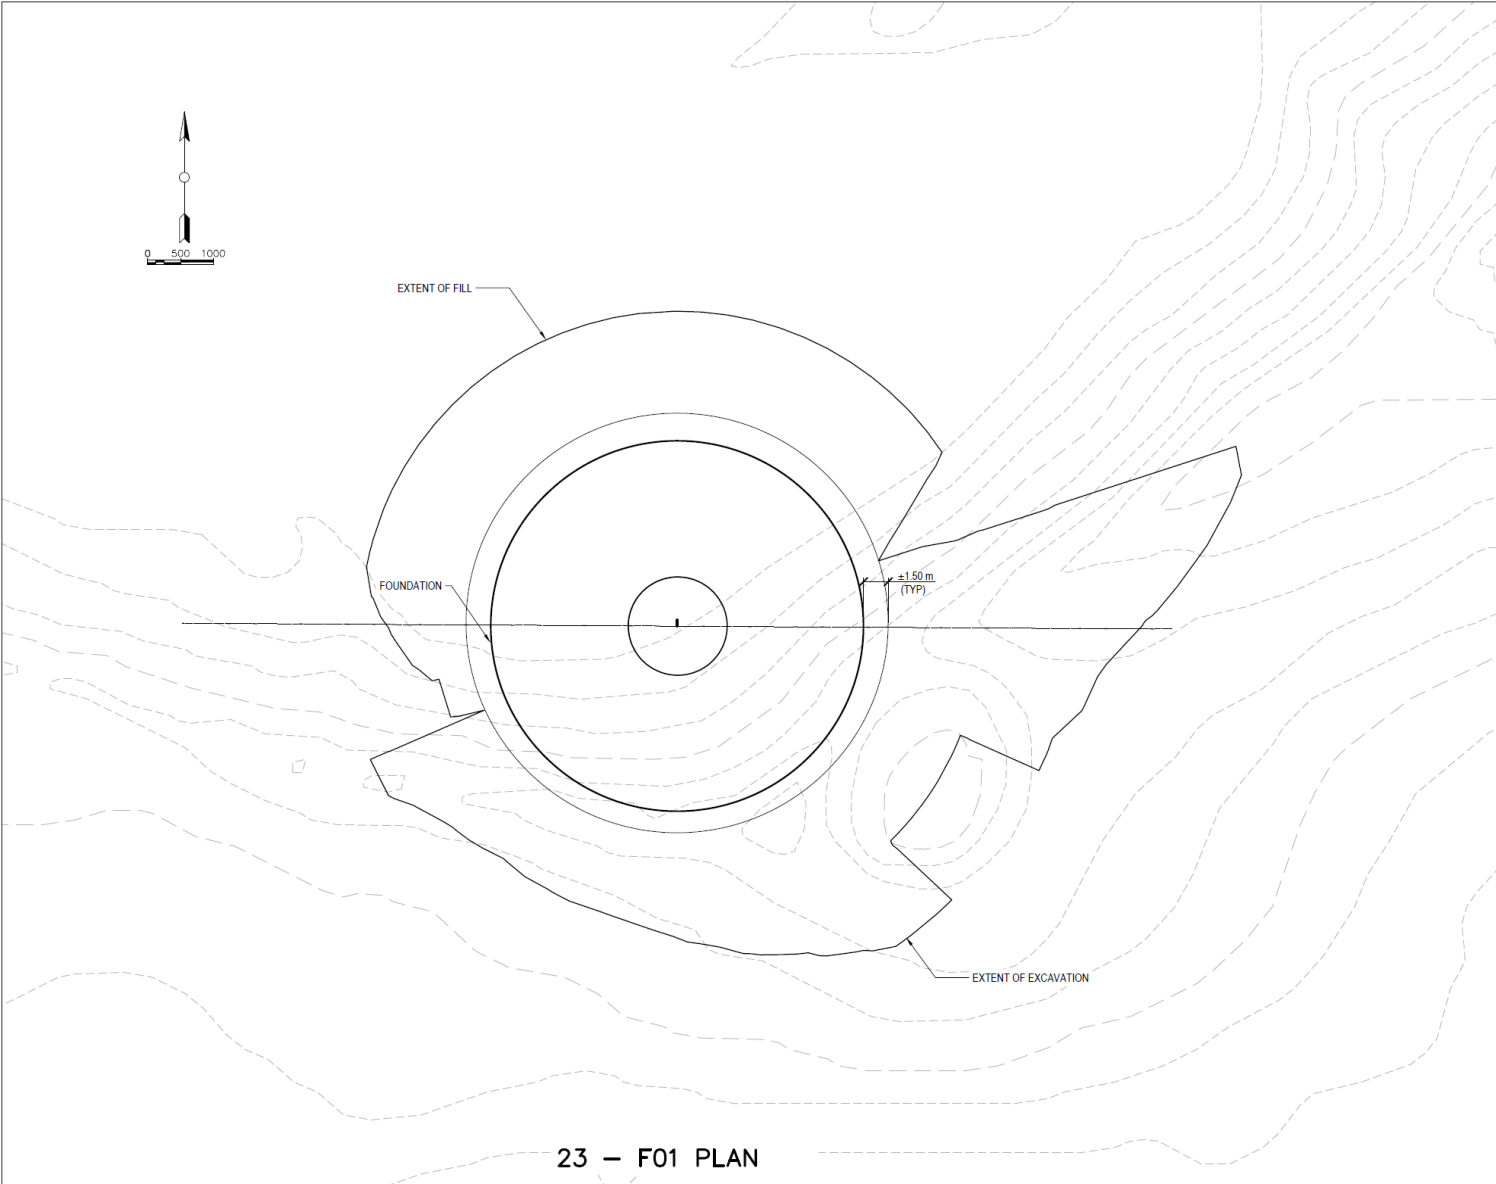 0 500 1000
EXTENT OF FILL
FOUNDATION
±1.50 m
(TYP)
EXTENT OF EXCAVATION
23 – F01 PLAN